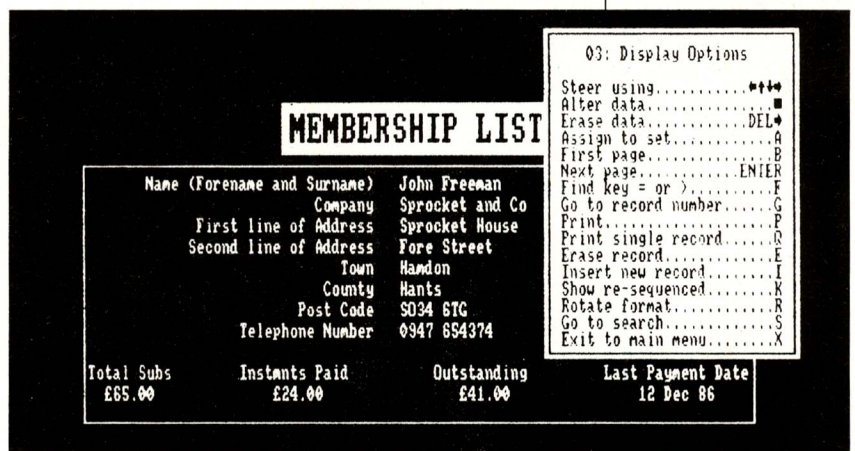 03: Display Options
Steer using...........←↑↓→
Alter data..............■
Erase data...........DEL→
Assign to set...........A
First page..............B
Next page...........ENTER
Find key = or >.........F
Go to record number.....G
Print...................P
Print single record.....Q
Erase record............E
Insert new record.......I
Show re-sequenced.......K
Rotate format...........R
Go to search............S
Exit to main menu.......X
MEMBERSHIP LIST
Name (Forename and Surname) John Freeman
Company Sprocket and Co
First line of Address Sprocket House
Second line of Address Fore Street
Town Hamdon
County Hants
Post Code SO34 6TG
Telephone Number 0947 654374
Total Subs Instmnts Paid Outstanding Last Payment Date
£65.00 £24.00 £41.00 12 Dec 86